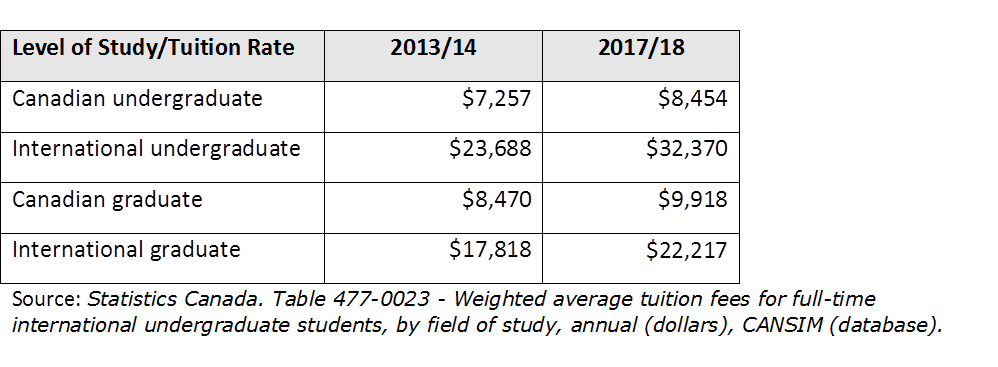 Level of Study/Tuition Rate 2013/14 2017/18
Canadian undergraduate $7,257 $8,454
International undergraduate $23,688 $32,370
Canadian graduate $8,470 $9,918
International graduate $17,818 $22,217
Source: Statistics Canada. Table 477-0023 - Weighted average tuition fees for full-time
international undergraduate students, by field of study, annual (dollars), CANSIM (database).